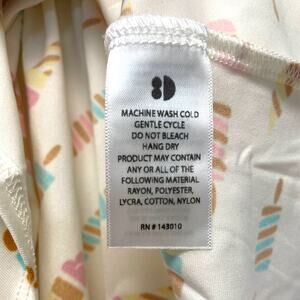 MACHINE WASH COLD
GENTLE CYCLE
DO NOT BLEACH
HANG DRY
PRODUCT MAY CONTAIN
ANY OR ALL OF THE
FOLLOWING MATERIAL
RAYON, POLYESTER,
LYCRA, COTTON, NYLON
RN # 143010